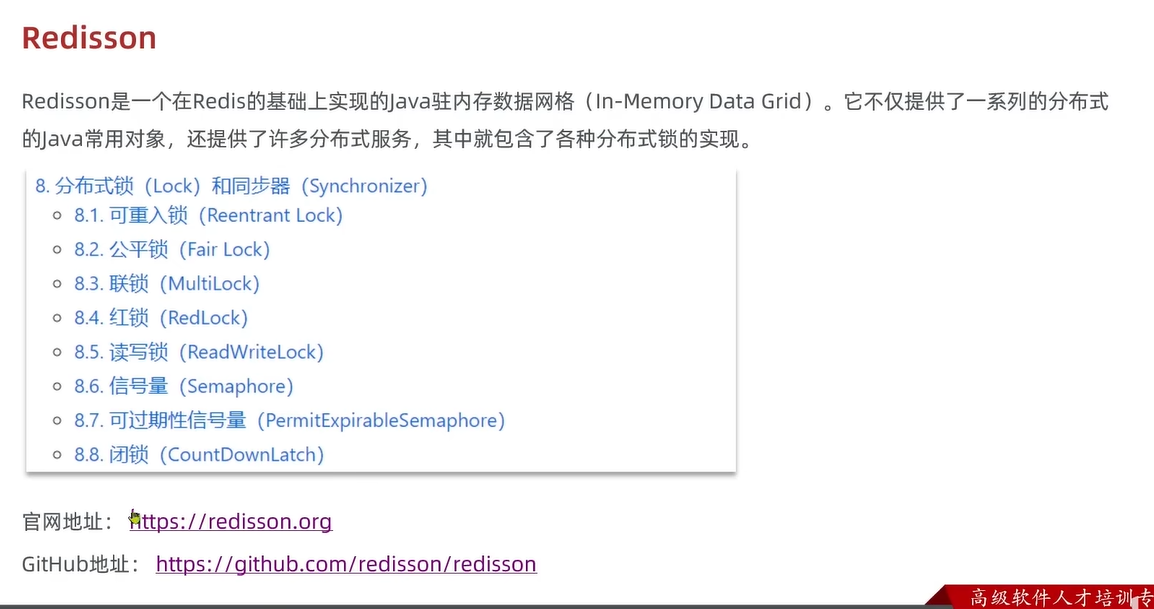 Redisson
Redisson是一个在Redis的基础上实现的Java驻内存数据网格（In-Memory Data Grid）。它不仅提供了一系列的分布式
的Java常用对象，还提供了许多分布式服务，其中就包含了各种分布式锁的实现。
8. 分布式锁（Lock）和同步器（Synchronizer）
8.1. 可重入锁（Reentrant Lock）
8.2. 公平锁（Fair Lock）
8.3. 联锁（MultiLock）
8.4. 红锁（RedLock）
8.5. 读写锁（ReadWriteLock）
8.6. 信号量（Semaphore）
8.7. 可过期性信号量（PermitExpirableSemaphore）
8.8. 闭锁（CountDownLatch）
官网地址： https://redisson.org
GitHub地址： https://github.com/redisson/redisson
高级软件人才培训专